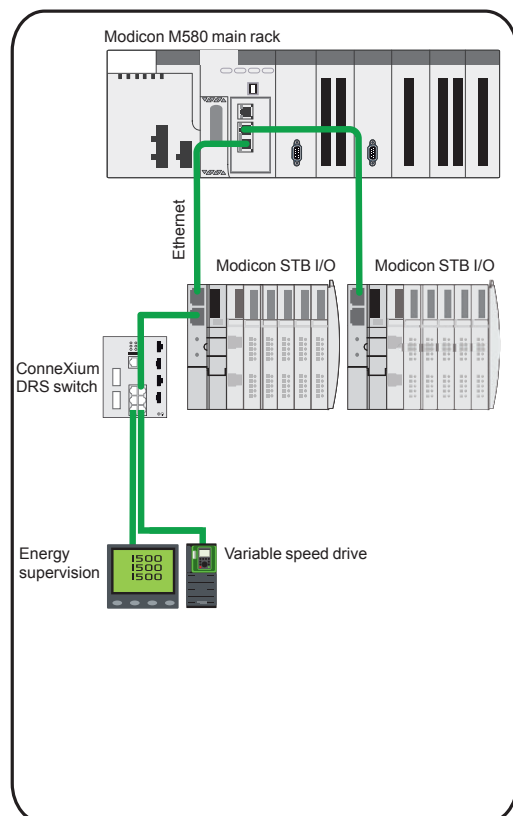 Modicon M580 main rack
Ethernet
Modicon STB I/O
Modicon STB I/O
ConneXium
DRS switch
Energy
supervision
1500
1500
1500
Variable speed drive